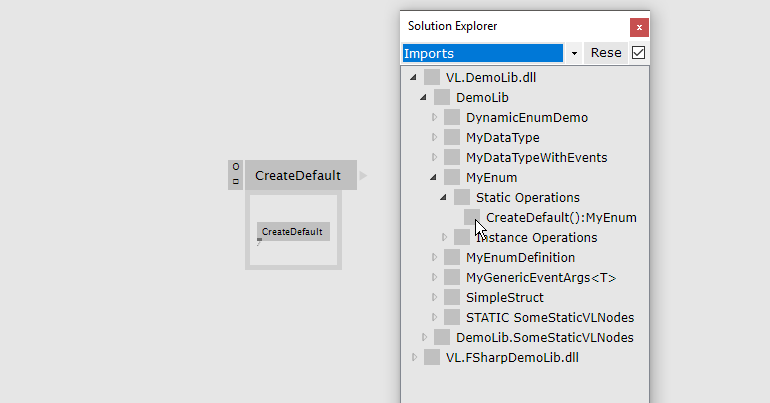 Solution Explorer
x
Imports
Rese
VL.DemoLib.dll
DemoLib
DynamicEnumDemo
MyDataType
MyDataTypeWithEvents
MyEnum
Static Operations
CreateDefault():MyEnum
Instance Operations
MyEnumDefinition
MyGenericEventArgs<T>
SimpleStruct
STATIC SomeStaticVLNodes
DemoLib.SomeStaticVLNodes
VL.FSharpDemoLib.dll
CreateDefault
CreateDefault